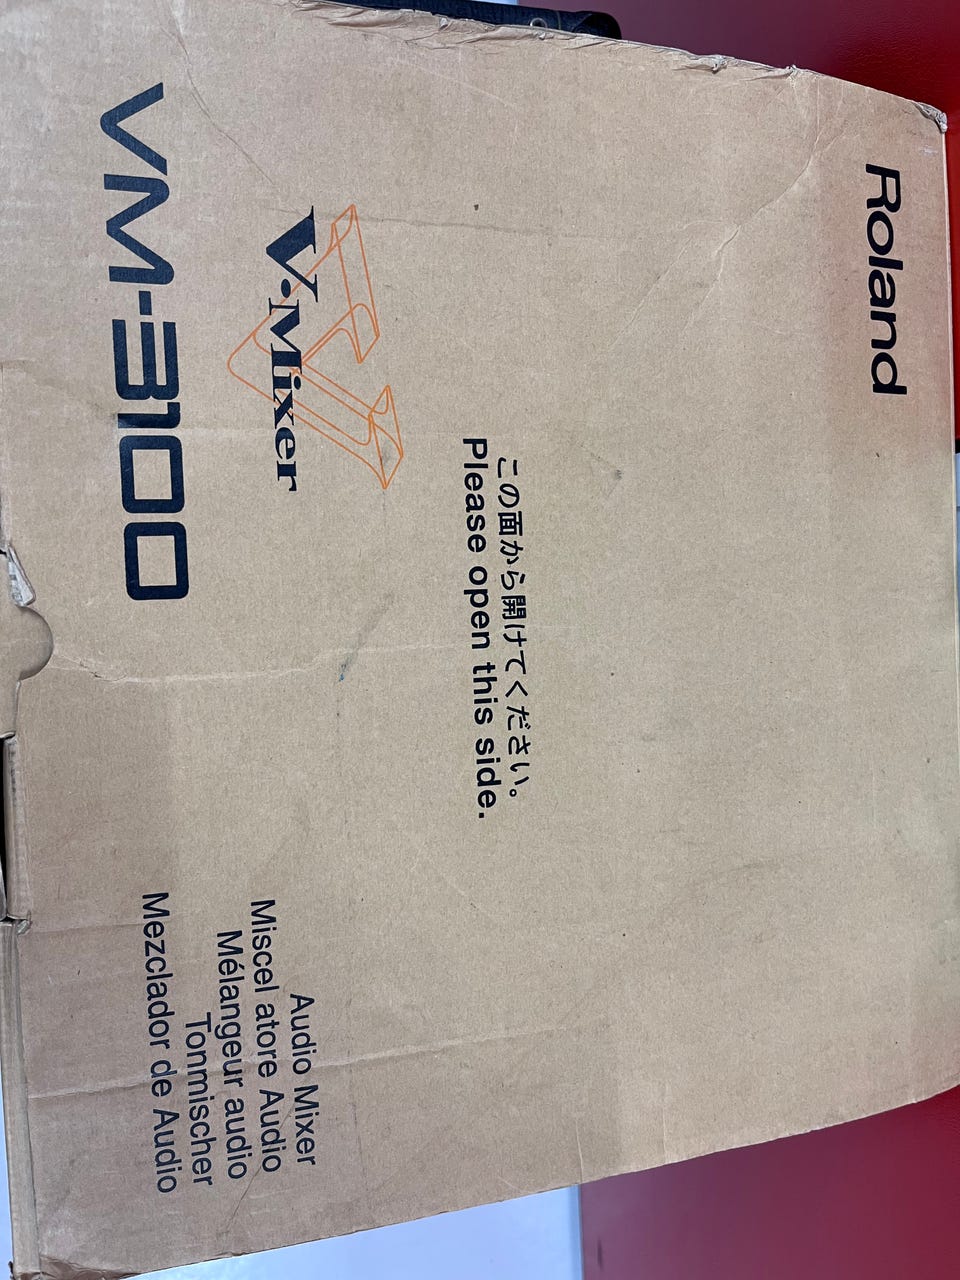 Roland
この面から開けてください。
Please open this side.
V·Mixer
VM-3100
Audio Mixer
Miscel atore Audio
Mélangeur audio
Tonmischer
Mezclador de Audio